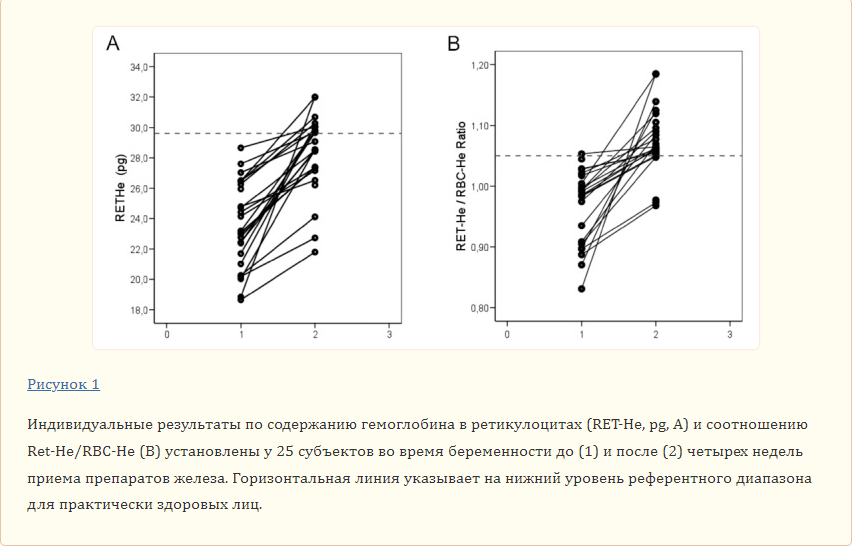 A
B
34,0
32,0
30,0
28,0
26,0
24,0
22,0
20,0
18,0
RETHe (pg)
0
1
2
3
1,20
1,10
1,00
0,90
0,80
RET-He / RBC-He Ratio
0
1
2
3
Рисунок 1
Индивидуальные результаты по содержанию гемоглобина в ретикулоцитах (RET-He, pg, A) и соотношению
Ret-He/RBC-He (B) установлены у 25 субъектов во время беременности до (1) и после (2) четырех недель
приема препаратов железа. Горизонтальная линия указывает на нижний уровень референтного диапазона
для практически здоровых лиц.